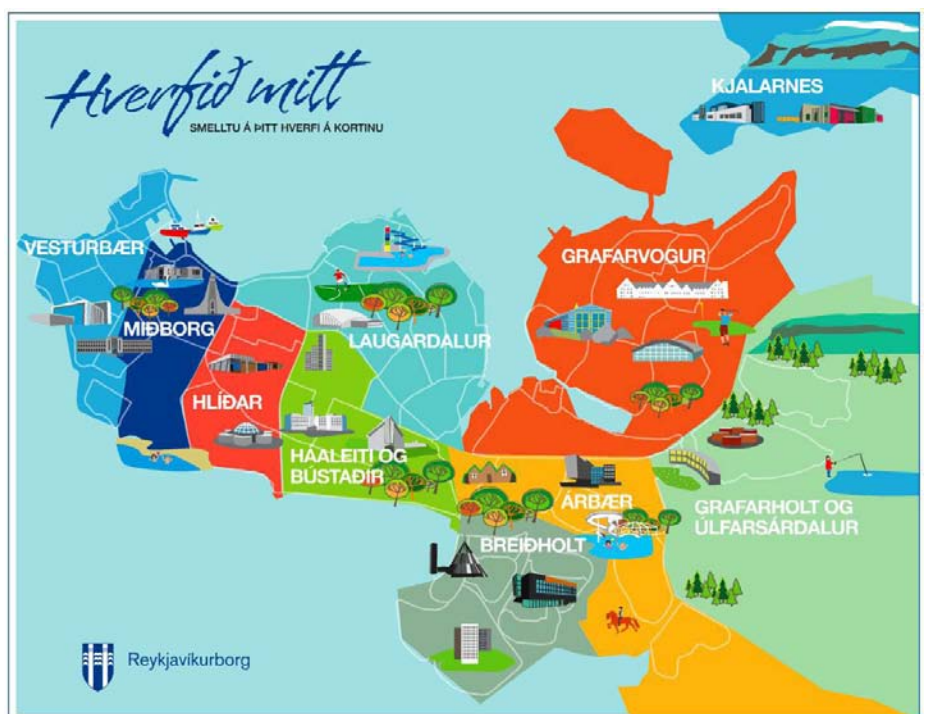 Hverfið mitt
SMELLTU Á ÞITT HVERFI Á KORTINU
KJALARNES
VESTURBÆR
GRAFARVOGUR
MIÐBORG
LAUGARDALUR
HLÍÐAR
HÁALEITI OG
BÚSTAÐIR
ÁRBÆR
GRAFARHOLT OG
ÚLFARSÁRDALUR
BREIÐHOLT
Reykjavíkurborg